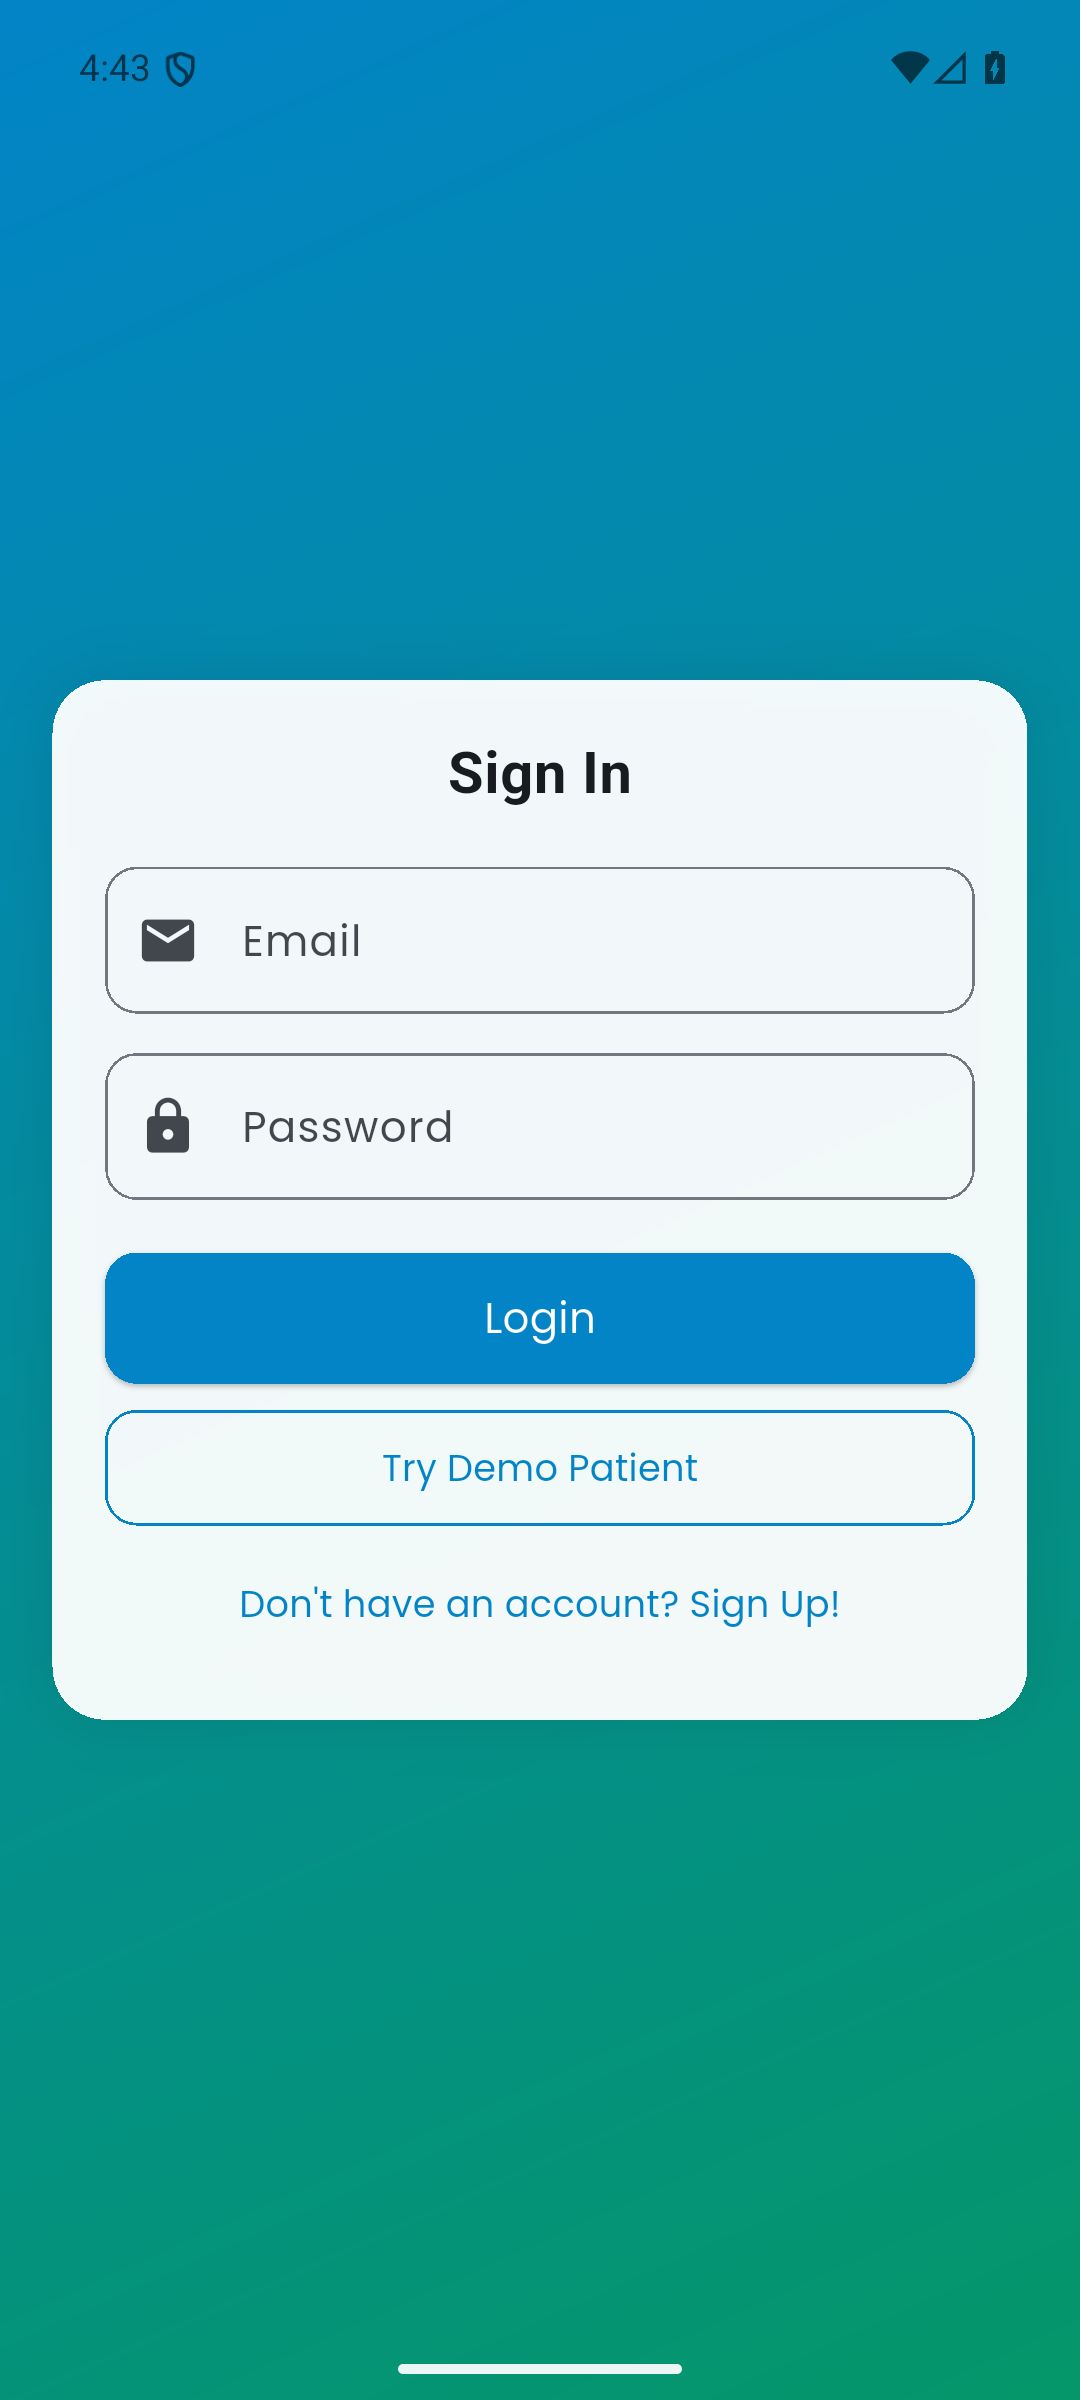 4:43
Sign In
Email
Password
Login
Try Demo Patient
Don't have an account? Sign Up!